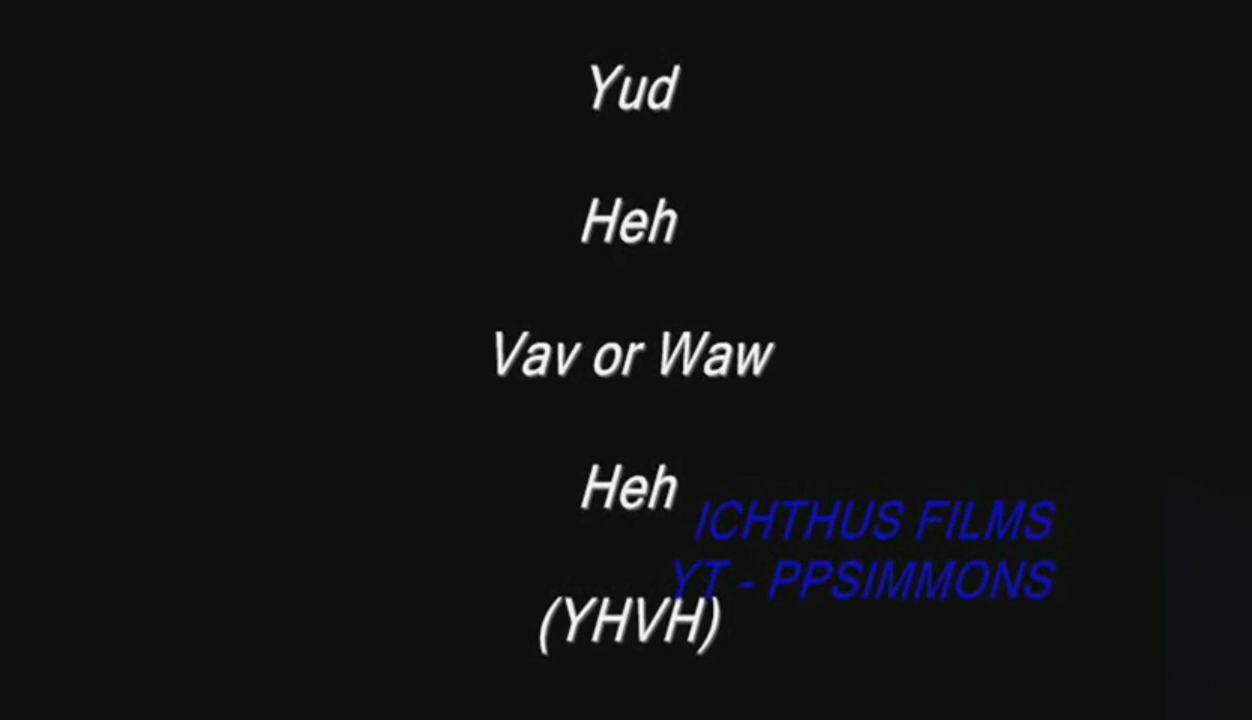 Yud
Heh
Vav or Waw
Heh
ICHTHUS FILMS
YT - PPSIMMONS
(YHVH)